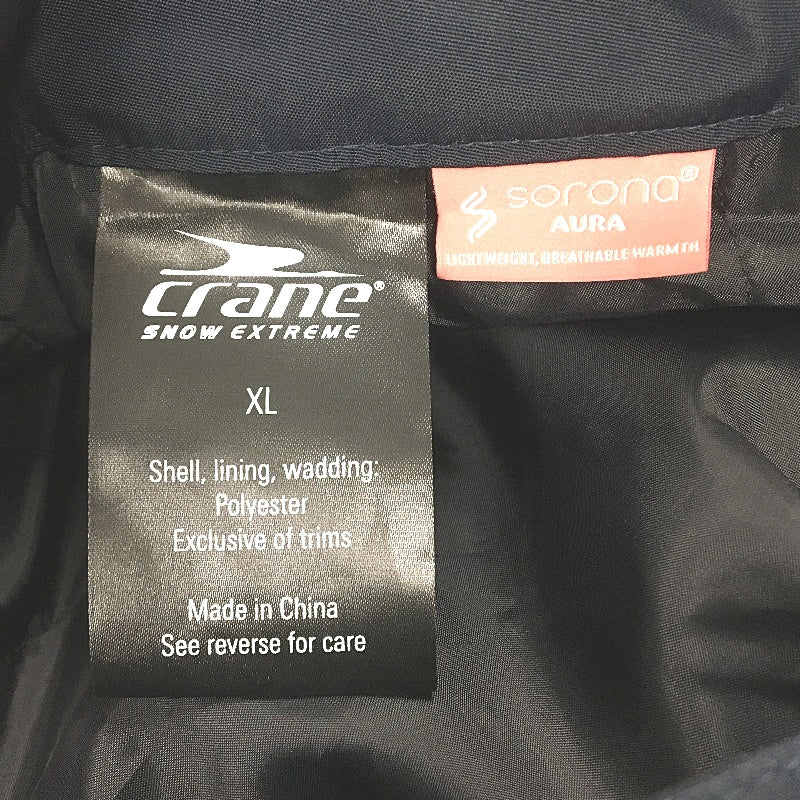 crane®
SNOW EXTREME
XL
Shell, lining, wadding:
Polyester
Exclusive of trims
Made in China
See reverse for care
sorona®
AURA
LIGHTWEIGHT, BREATHABLE WARMTH